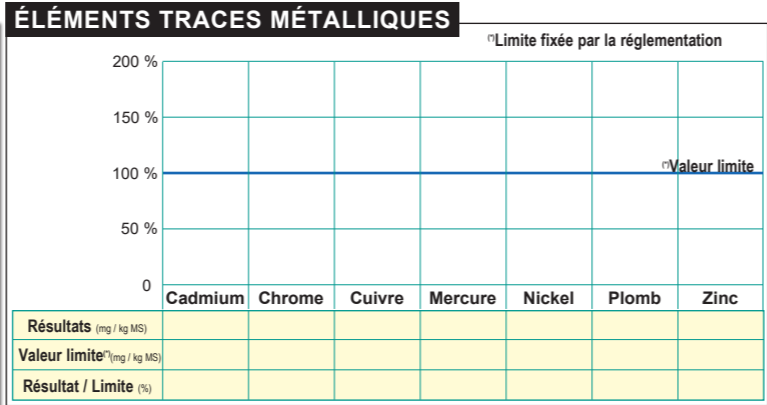 ÉLÉMENTS TRACES MÉTALLIQUES
(*)Limite fixée par la réglementation
200 %
150 %
100 %
(*)Valeur limite
50 %
0
Cadmium Chrome Cuivre Mercure Nickel Plomb Zinc
Résultats (mg / kg MS)
Valeur limite(*)(mg / kg MS)
Résultat / Limite (%)